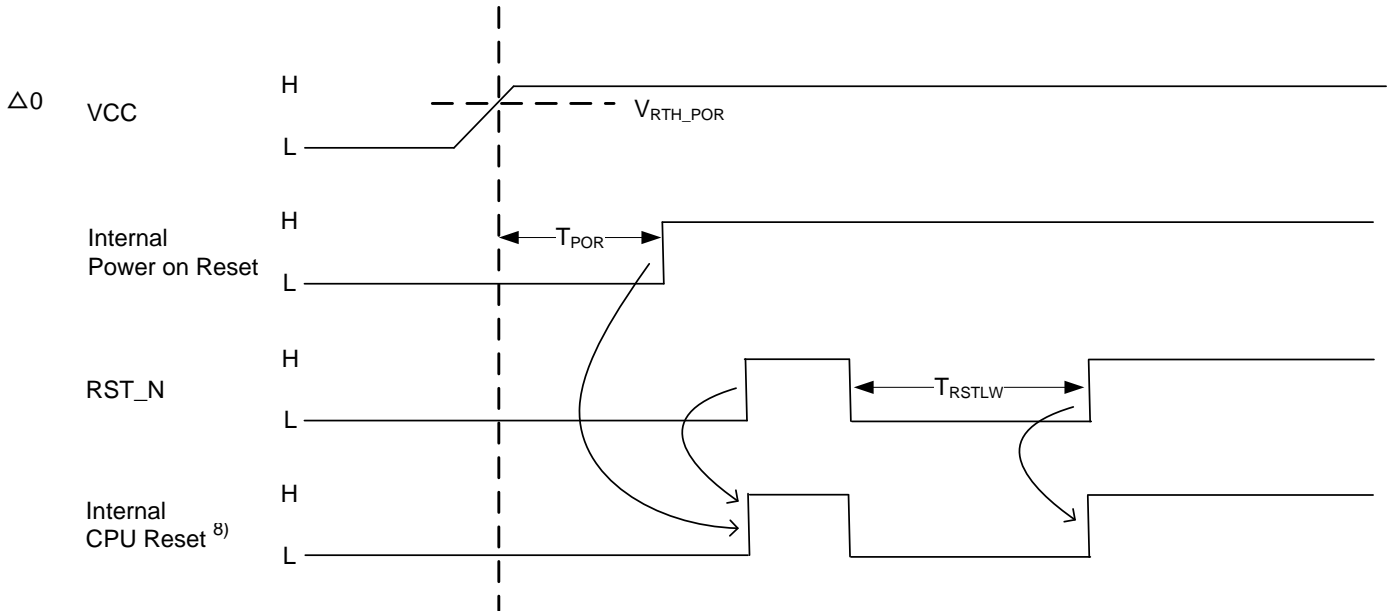 △0 VCC H L V_RTH_POR
Internal
Power on Reset H L T_POR
RST_N H L T_RSTLW
Internal
CPU Reset 8) H L